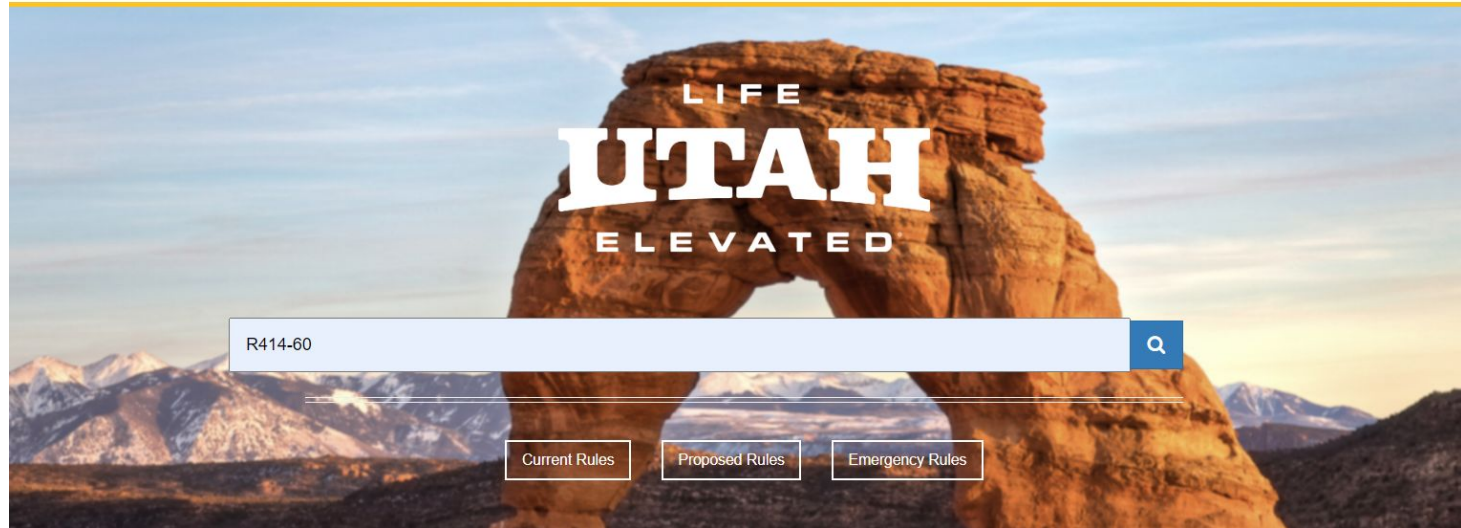 LIFE
UTAH
ELEVATED®
R414-60
Current Rules Proposed Rules Emergency Rules